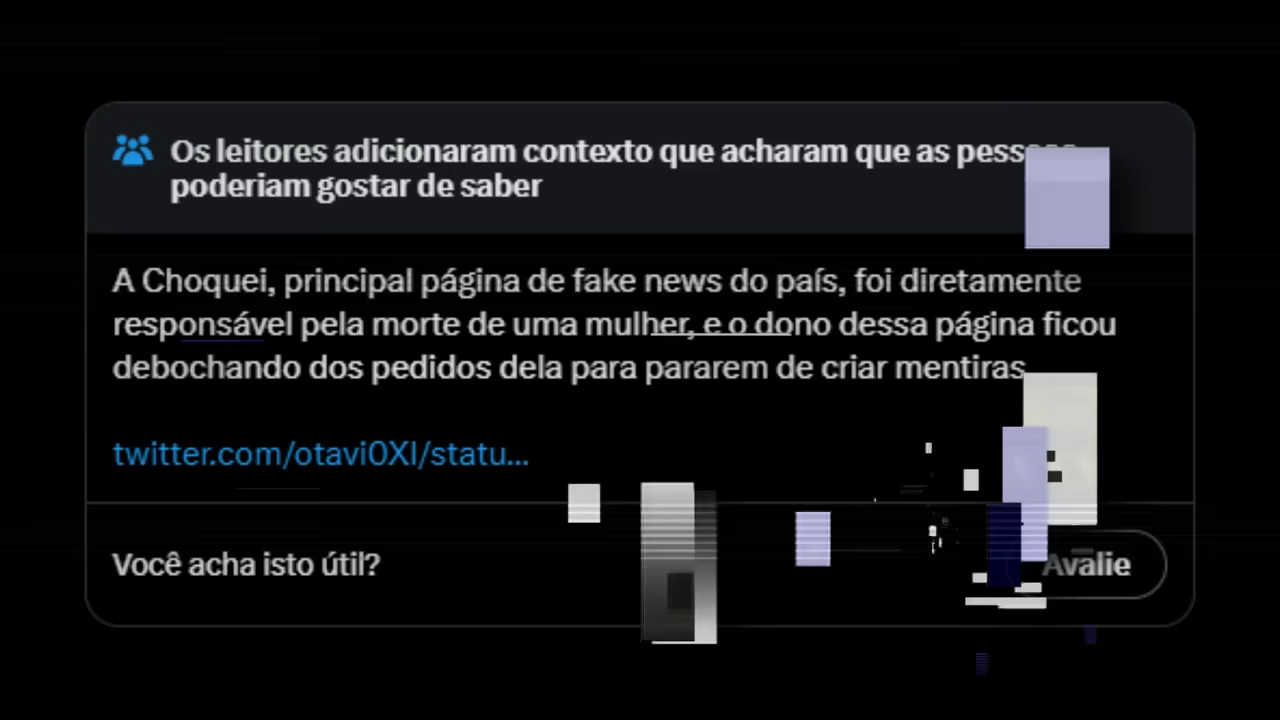 Os leitores adicionaram contexto que acharam que as pessoas
poderiam gostar de saber
A Choquei, principal página de fake news do país, foi diretamente
responsável pela morte de uma mulher, e o dono dessa página ficou
debochando dos pedidos dela para pararem de criar mentiras
twitter.com/otavi0XI/statu...
Você acha isto útil?
Avalie